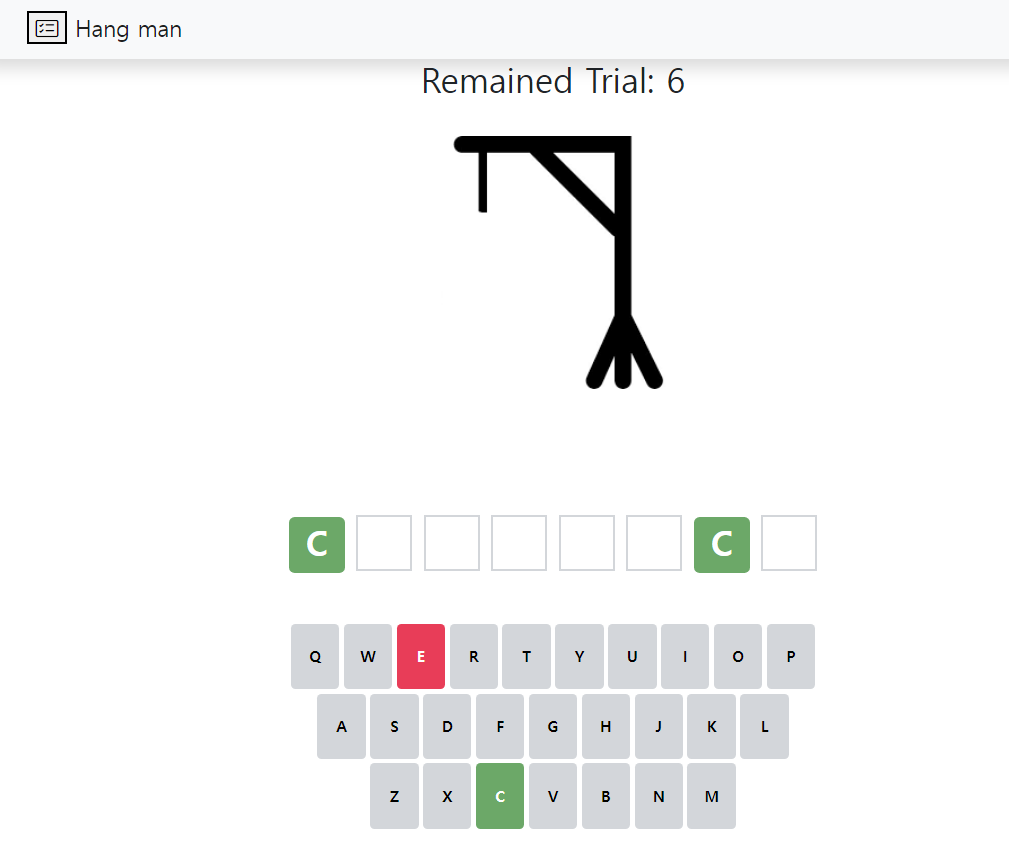 Hang man
Remained Trial: 6
C C
Q W E R T Y U I O P
A S D F G H J K L
Z X C V B N M